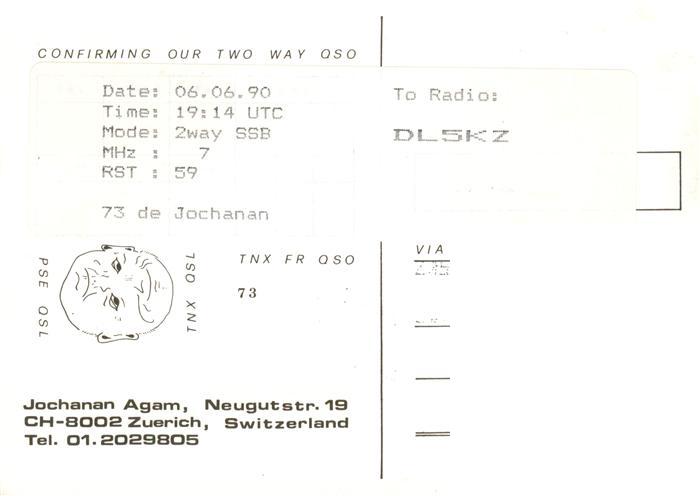 CONFIRMING OUR TWO WAY QSO
Date: 06.06.90
Time: 19:14 UTC
Mode: 2way SSB
MHz : 7
RST : 59
73 de Jochanan
To Radio:
DL5KZ
PSE QSL
TNX QSL
TNX FR QSO
73
VIA
Jochanan Agam, Neugutstr. 19
CH-8002 Zuerich, Switzerland
Tel. 01.2029805